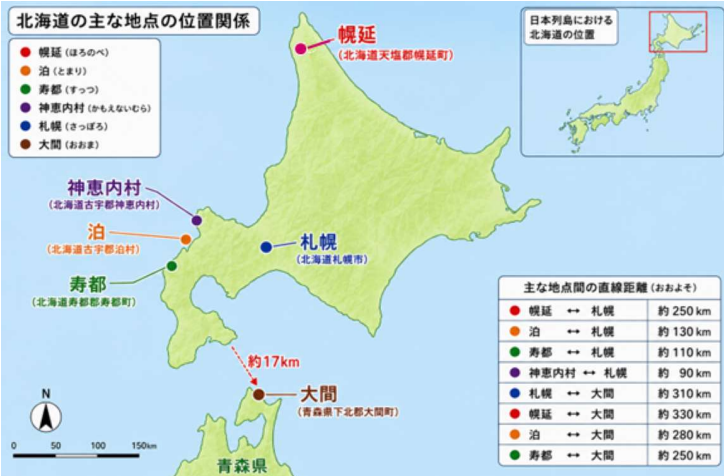 北海道の主な地点の位置関係
幌延（ほろのべ）
泊（とまり）
寿都（すっつ）
神恵内村（かもえないむら）
札幌（さっぽろ）
大間（おおま）
日本列島における
北海道の位置
幌延
（北海道天塩郡幌延町）
神恵内村
（北海道古宇郡神恵内村）
泊
（北海道古宇郡泊村）
寿都
（北海道寿都郡寿都町）
札幌
（北海道札幌市）
約17km
大間
（青森県下北郡大間町）
青森県
N
0 50 100 150km
主な地点間の直線距離（おおよそ）
幌延 ↔ 札幌 約250km
泊 ↔ 札幌 約130km
寿都 ↔ 札幌 約110km
神恵内村 ↔ 札幌 約 90km
札幌 ↔ 大間 約310km
幌延 ↔ 大間 約330km
泊 ↔ 大間 約280km
寿都 ↔ 大間 約250km